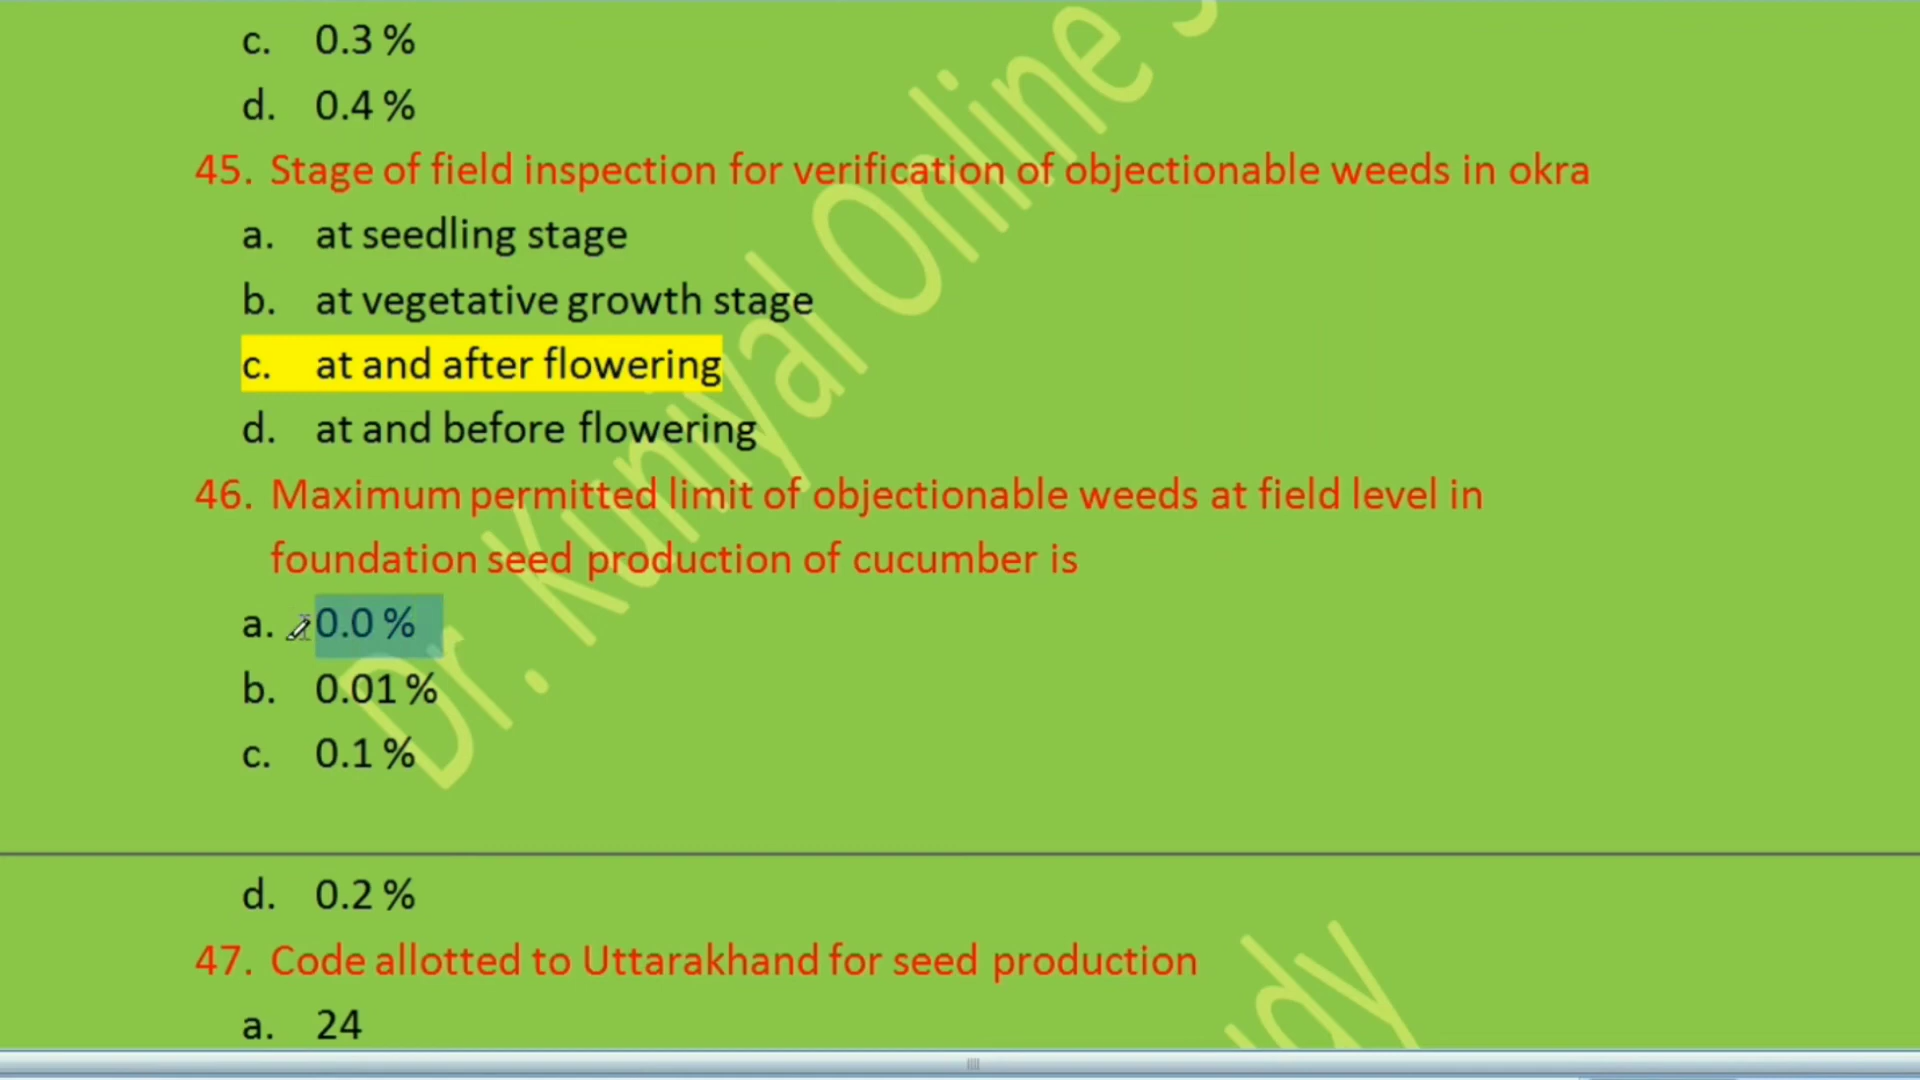 c. 0.3 %
d. 0.4 %
45. Stage of field inspection for verification of objectionable weeds in okra
a. at seedling stage
b. at vegetative growth stage
c. at and after flowering
d. at and before flowering
46. Maximum permitted limit of objectionable weeds at field level in
foundation seed production of cucumber is
a. 0.0 %
b. 0.01 %
c. 0.1 %
Dr. Kuniyal Online
d. 0.2 %
47. Code allotted to Uttarakhand for seed production
a. 24